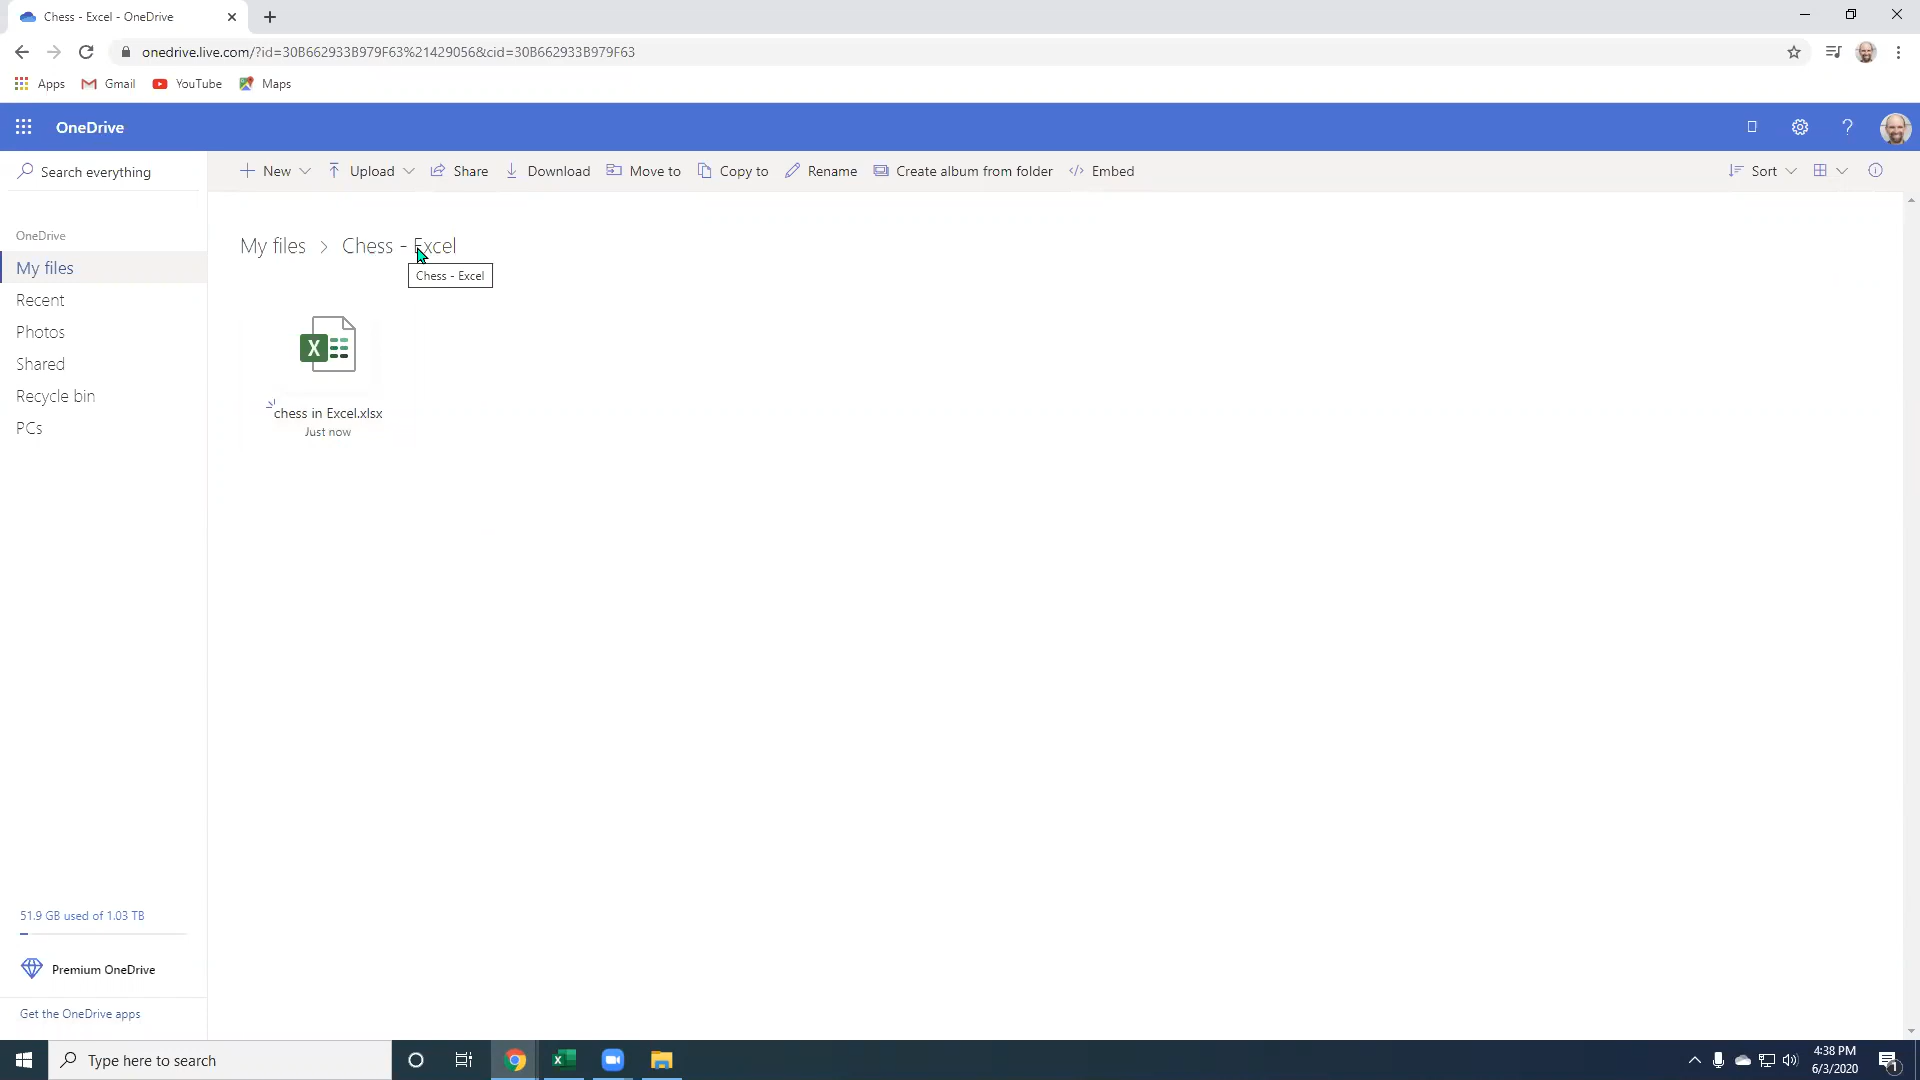 Chess - Excel - OneDrive
onedrive.live.com/?id=30B662933B979F63%21429056&cid=30B662933B979F63
Apps Gmail YouTube Maps
OneDrive
Search everything
New Upload Share Download Move to Copy to Rename Create album from folder Embed Sort
OneDrive
My files
Recent
Photos
Shared
Recycle bin
PCs
My files > Chess - Excel
Chess - Excel
chess in Excel.xlsx
Just now
51.9 GB used of 1.03 TB
Premium OneDrive
Get the OneDrive apps
Type here to search
4:38 PM
6/3/2020
1